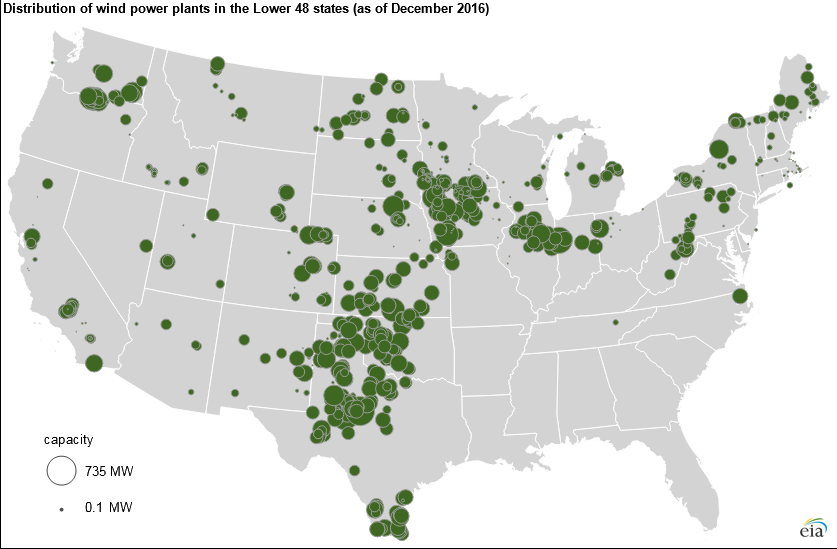 Distribution of wind power plants in the Lower 48 states (as of December 2016)
capacity
735 MW
0.1 MW
eia